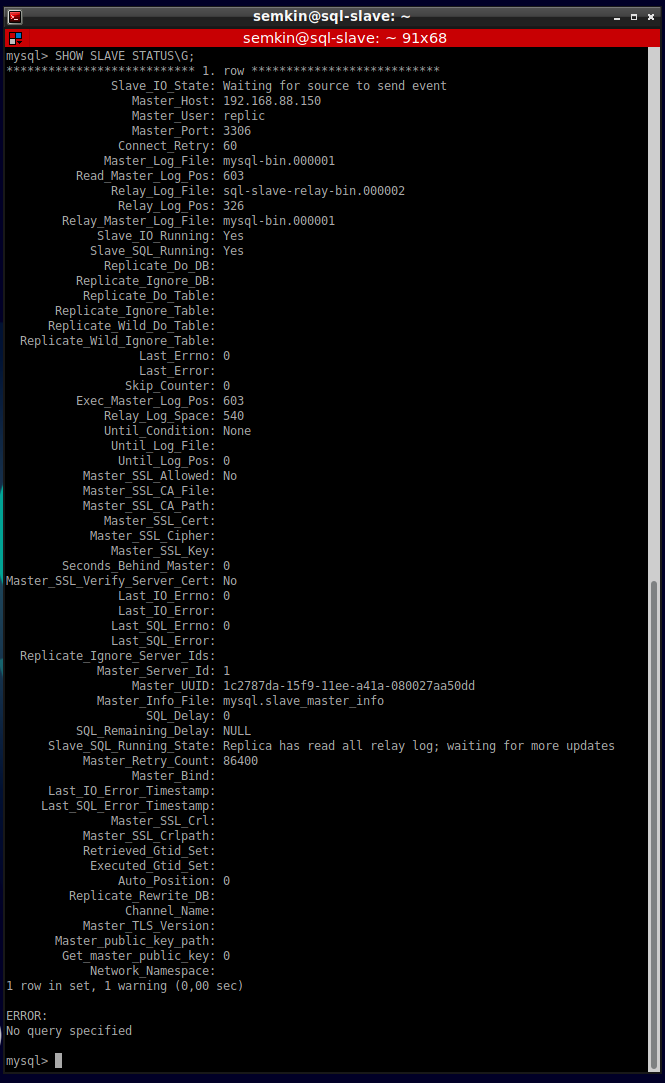 semkin@sql-slave: ~
semkin@sql-slave: ~ 91x68
mysql> SHOW SLAVE STATUS\G;
*************************** 1. row ***************************
Slave_IO_State: Waiting for source to send event
Master_Host: 192.168.88.150
Master_User: replic
Master_Port: 3306
Connect_Retry: 60
Master_Log_File: mysql-bin.000001
Read_Master_Log_Pos: 603
Relay_Log_File: sql-slave-relay-bin.000002
Relay_Log_Pos: 326
Relay_Master_Log_File: mysql-bin.000001
Slave_IO_Running: Yes
Slave_SQL_Running: Yes
Replicate_Do_DB:
Replicate_Ignore_DB:
Replicate_Do_Table:
Replicate_Ignore_Table:
Replicate_Wild_Do_Table:
Replicate_Wild_Ignore_Table:
Last_Errno: 0
Last_Error:
Skip_Counter: 0
Exec_Master_Log_Pos: 603
Relay_Log_Space: 540
Until_Condition: None
Until_Log_File:
Until_Log_Pos: 0
Master_SSL_Allowed: No
Master_SSL_CA_File:
Master_SSL_CA_Path:
Master_SSL_Cert:
Master_SSL_Cipher:
Master_SSL_Key:
Seconds_Behind_Master: 0
Master_SSL_Verify_Server_Cert: No
Last_IO_Errno: 0
Last_IO_Error:
Last_SQL_Errno: 0
Last_SQL_Error:
Replicate_Ignore_Server_Ids:
Master_Server_Id: 1
Master_UUID: 1c2787da-15f9-11ee-a41a-080027aa50dd
Master_Info_File: mysql.slave_master_info
SQL_Delay: 0
SQL_Remaining_Delay: NULL
Slave_SQL_Running_State: Replica has read all relay log; waiting for more updates
Master_Retry_Count: 86400
Master_Bind:
Last_IO_Error_Timestamp:
Last_SQL_Error_Timestamp:
Master_SSL_Crl:
Master_SSL_Crlpath:
Retrieved_Gtid_Set:
Executed_Gtid_Set:
Auto_Position: 0
Replicate_Rewrite_DB:
Channel_Name:
Master_TLS_Version:
Master_public_key_path:
Get_master_public_key: 0
Network_Namespace:
1 row in set, 1 warning (0,00 sec)
ERROR:
No query specified
mysql>